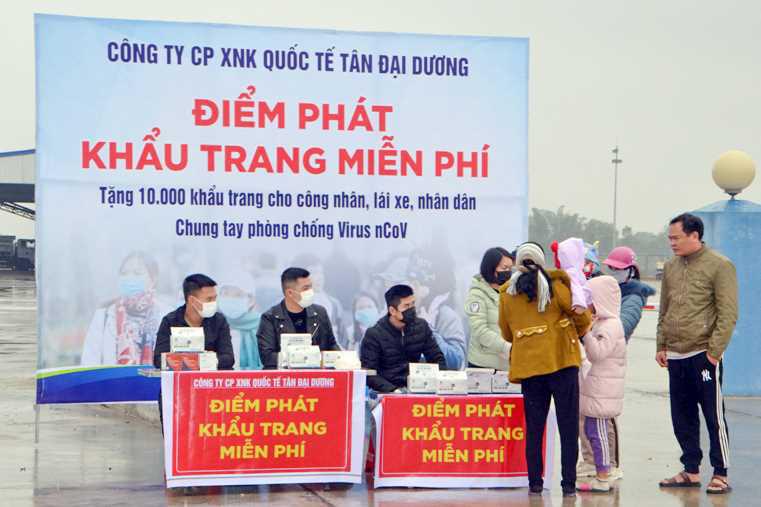 CÔNG TY CP XNK QUỐC TẾ TÂN ĐẠI DƯƠNG
ĐIỂM PHÁT
KHẨU TRANG MIỄN PHÍ
Tặng 10.000 khẩu trang cho công nhân, lái xe, nhân dân
Chung tay phòng chống Virus nCoV
CÔNG TY CP XNK QUỐC TẾ TÂN ĐẠI DƯƠNG
ĐIỂM PHÁT
KHẨU TRANG
MIỄN PHÍ
ĐIỂM PHÁT
KHẨU TRANG
MIỄN PHÍ
NY